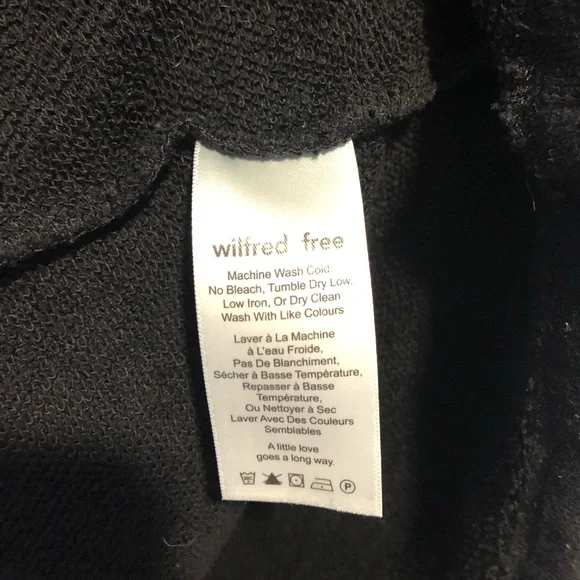 wilfred free
Machine Wash Cold.
No Bleach, Tumble Dry Low.
Low Iron, Or Dry Clean
Wash With Like Colours
Laver à La Machine
à L'eau Froide,
Pas De Blanchiment,
Sécher à Basse Température,
Repasser à Basse
Température,
Ou Nettoyer à Sec
Laver Avec Des Couleurs
Semblables
A little love
goes a long way.
P